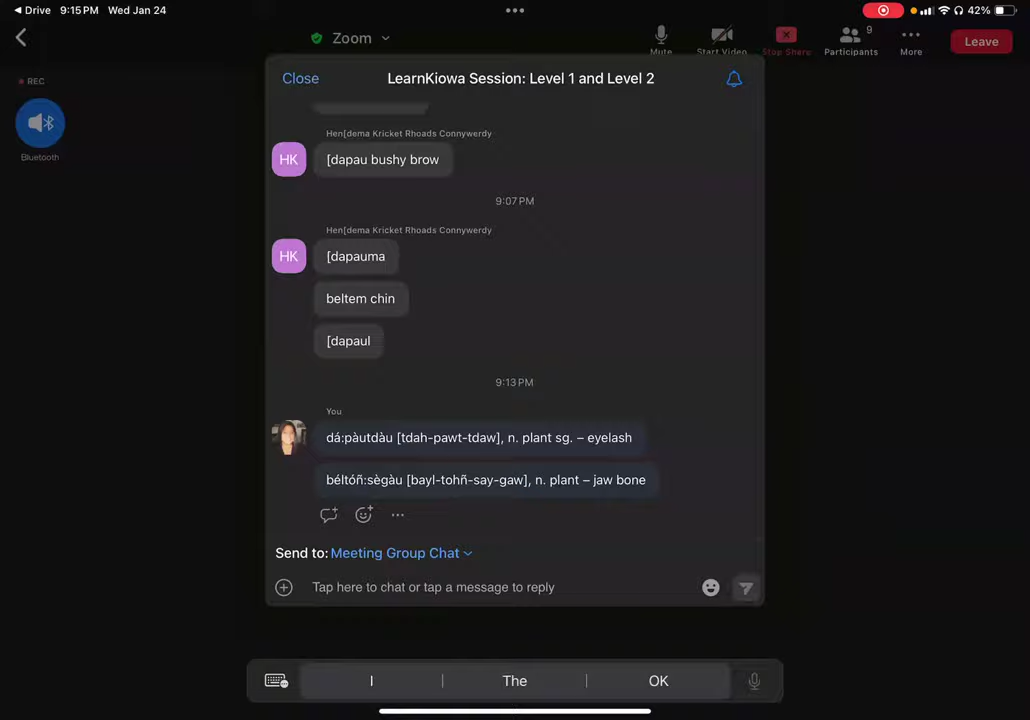 Drive 9:15 PM Wed Jan 24
42%
Zoom
Mute
Start Video
Stop Share
9
Participants
More
Leave
REC
Bluetooth
Close
LearnKiowa Session: Level 1 and Level 2
Hen[dema Kricket Rhoads Connywerdy
HK
[dapau bushy brow
9:07 PM
Hen[dema Kricket Rhoads Connywerdy
HK
[dapauma
beltem chin
[dapaul
9:13 PM
You
dá:pàutdàu [tdah-pawt-tdaw], n. plant sg. – eyelash
béltóñ:sègàu [bayl-tohñ-say-gaw], n. plant – jaw bone
Send to: Meeting Group Chat
Tap here to chat or tap a message to reply
I
The
OK